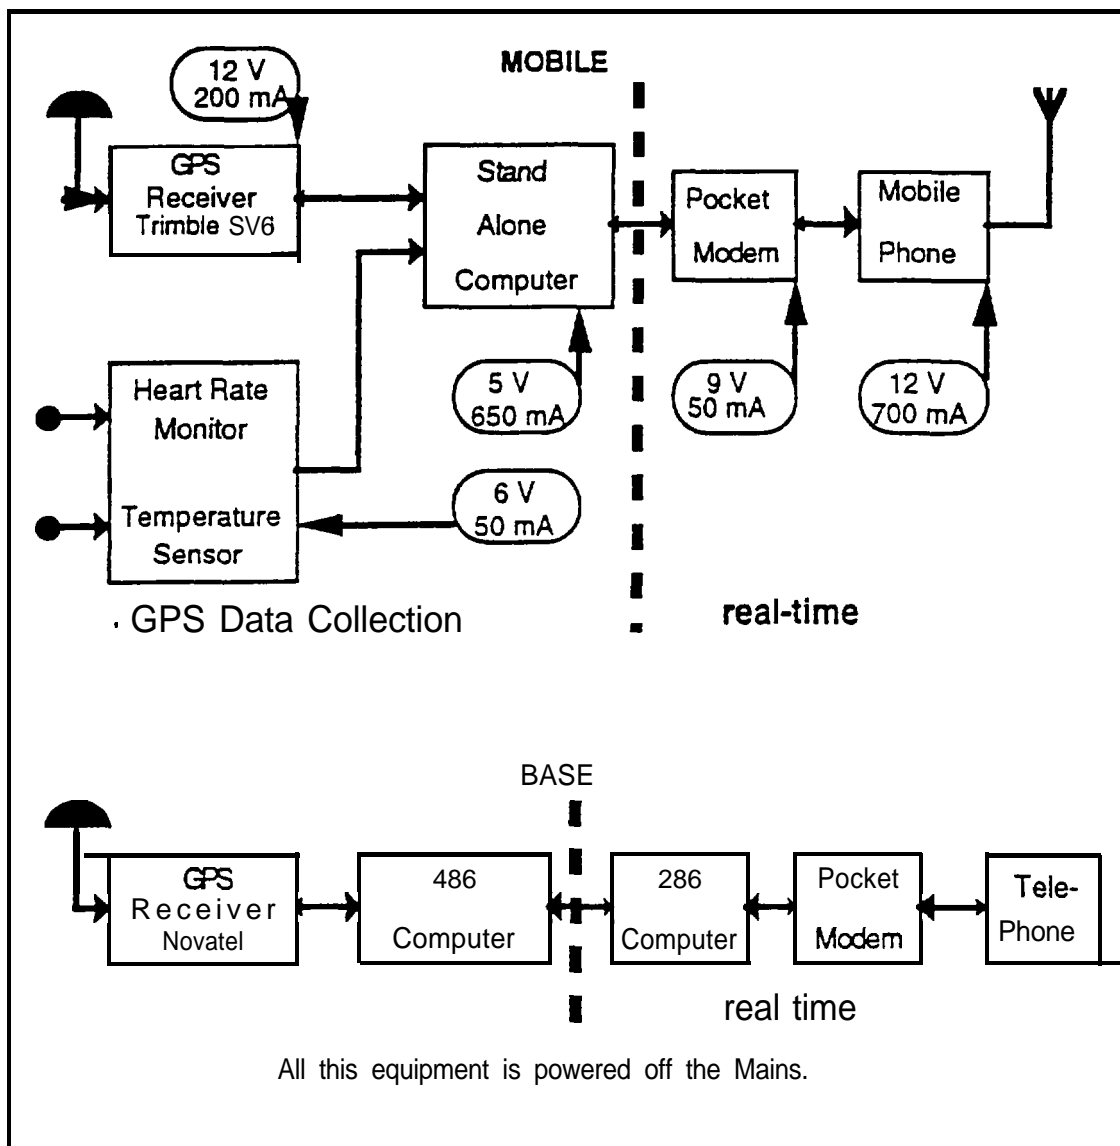 MOBILE
12 V
200 mA
GPS
Receiver
Trimble SV6
Stand
Alone
Computer
Pocket
Modem
Mobile
Phone
5 V
650 mA
9 V
50 mA
12 V
700 mA
Heart Rate
Monitor
Temperature
Sensor
6 V
50 mA
GPS Data Collection
real-time
BASE
GPS
Receiver
Novatel
486
Computer
286
Computer
Pocket
Modem
Tele-
Phone
real time
All this equipment is powered off the Mains.